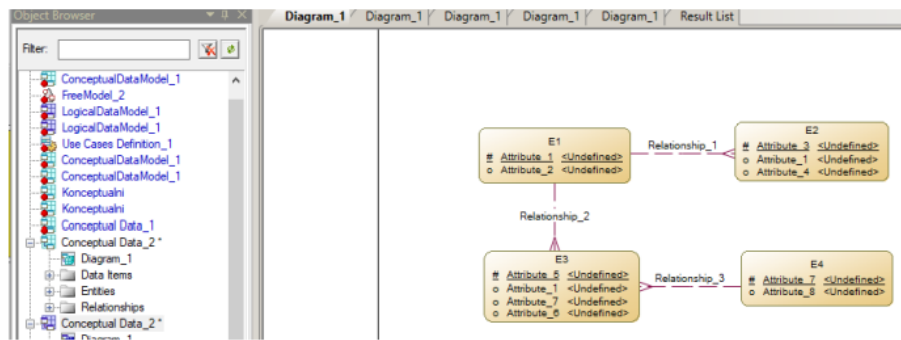 Object Browser
Diagram_1 Diagram_1 Diagram_1 Diagram_1 Diagram_1 Result List
Filter:
ConceptualDataModel_1
FreeModel_2
LogicalDataModel_1
LogicalDataModel_1
Use Cases Definition_1
ConceptualDataModel_1
ConceptualDataModel_1
Konceptualni
Konceptualni
Conceptual Data_1
Conceptual Data_2 *
Diagram_1
Data Items
Entities
Relationships
Conceptual Data_2 *
Diagram_1
E1
# Attribute_1 <Undefined>
o Attribute_2 <Undefined>
Relationship_1
E2
# Attribute_3 <Undefined>
o Attribute_1 <Undefined>
o Attribute_4 <Undefined>
Relationship_2
E3
# Attribute_5 <Undefined>
o Attribute_1 <Undefined>
o Attribute_7 <Undefined>
o Attribute_6 <Undefined>
Relationship_3
E4
# Attribute_7 <Undefined>
o Attribute_8 <Undefined>